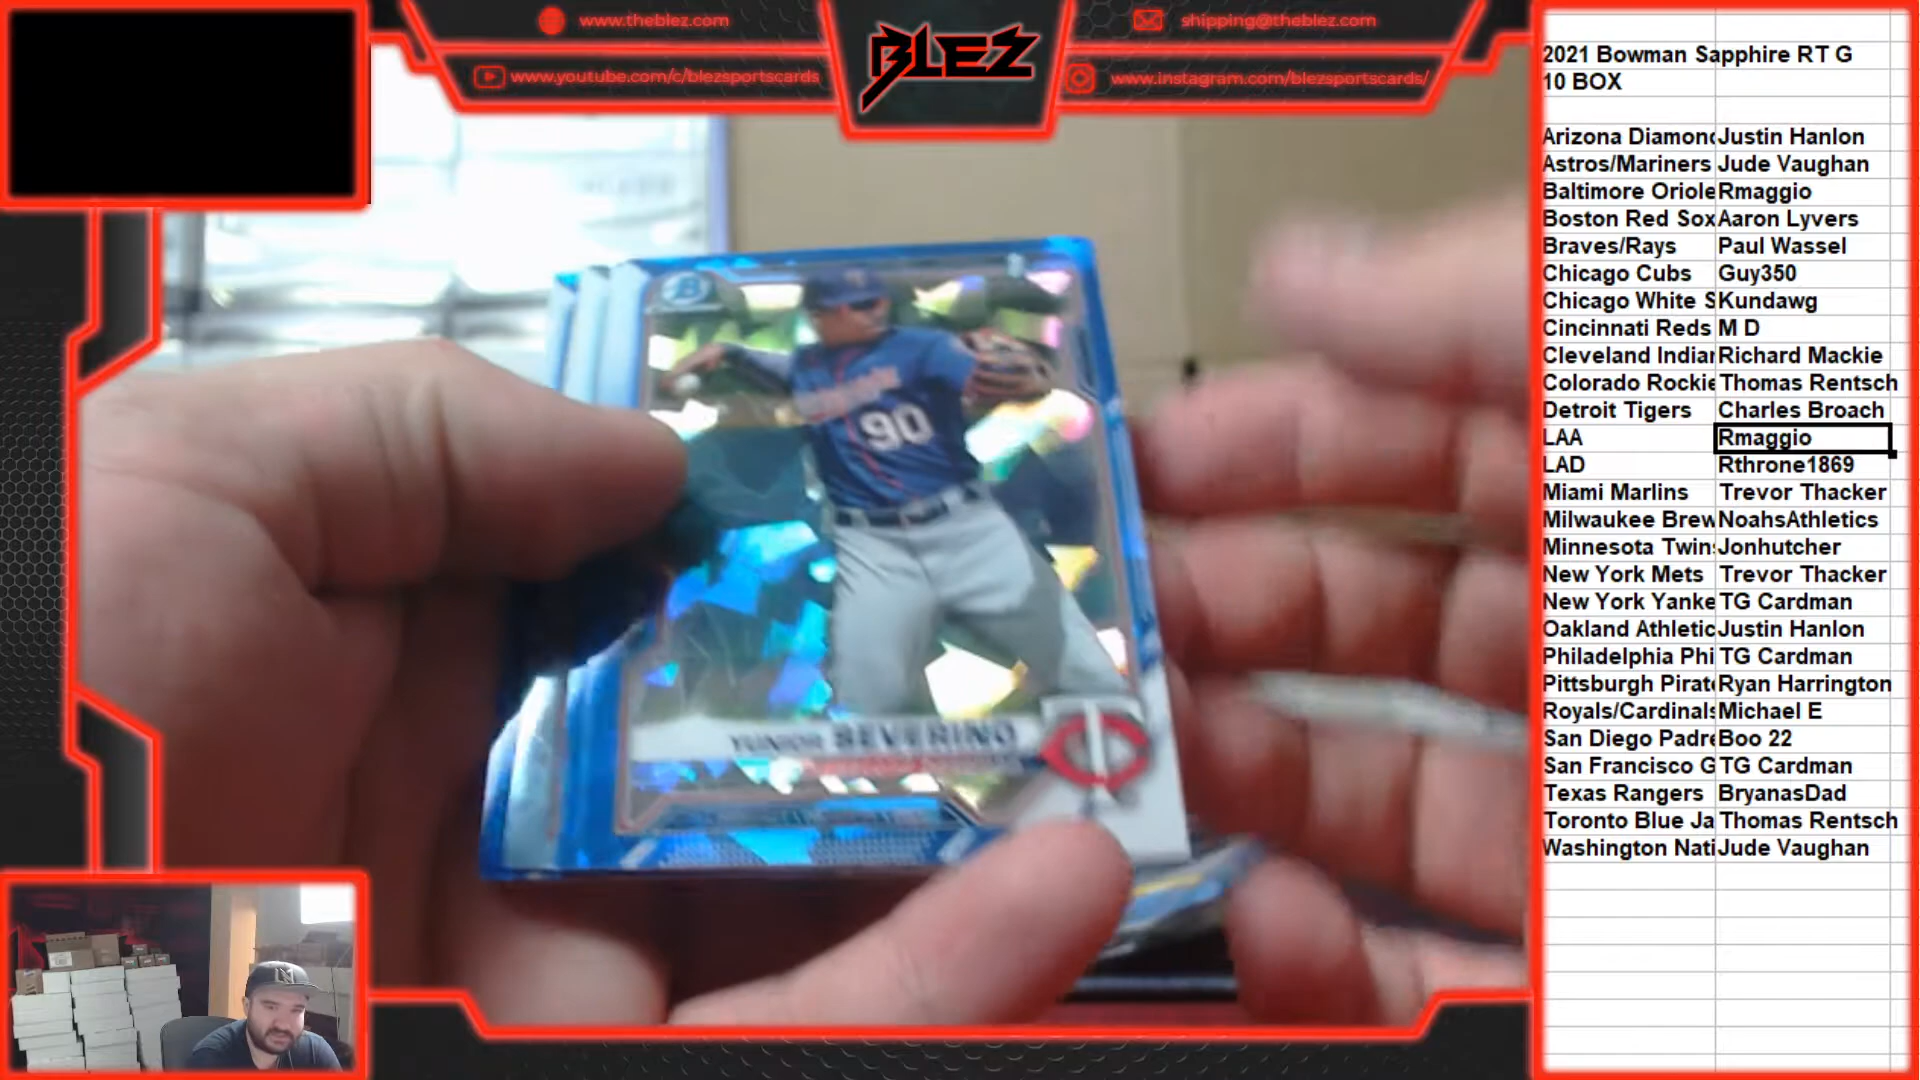 www.theblez.com
BLEZ
shipping@theblez.com
www.youtube.com/c/blezsportscards
www.instagram.com/blezsportscards/
2021 Bowman Sapphire RT G
10 BOX
Arizona Diamond Justin Hanlon
Astros/Mariners Jude Vaughan
Baltimore Oriole Rmaggio
Boston Red Sox Aaron Lyvers
Braves/Rays Paul Wassel
Chicago Cubs Guy350
Chicago White S Kundawg
Cincinnati Reds M D
Cleveland Indian Richard Mackie
Colorado Rockie Thomas Rentsch
Detroit Tigers Charles Broach
LAA Rmaggio
LAD Rthrone1869
Miami Marlins Trevor Thacker
Milwaukee Brew NoahsAthletics
Minnesota Twins Jonhutcher
New York Mets Trevor Thacker
New York Yanke TG Cardman
Oakland Athletic Justin Hanlon
Philadelphia Phi TG Cardman
Pittsburgh Pirate Ryan Harrington
Royals/Cardinals Michael E
San Diego Padre Boo 22
San Francisco G TG Cardman
Texas Rangers BryanasDad
Toronto Blue Ja Thomas Rentsch
Washington Nati Jude Vaughan
B
90
YUNIOR SEVERINO
TC